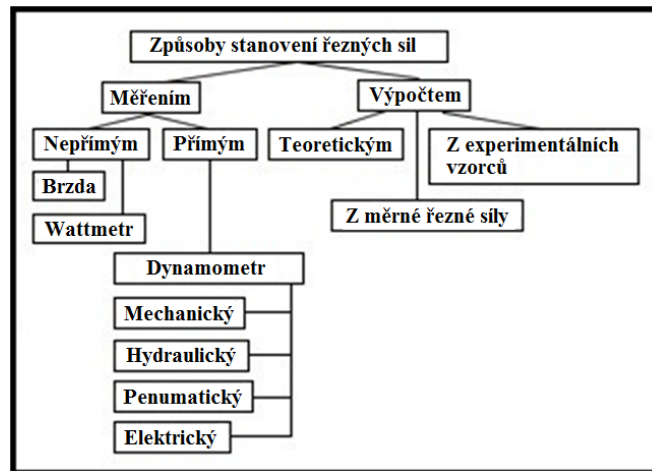 Způsoby stanovení řezných sil
Měřením
Výpočtem
Nepřímým
Přímým
Teoretickým
Z experimentálních
vzorců
Brzda
Wattmetr
Z měrné řezné síly
Dynamometr
Mechanický
Hydraulický
Penumatický
Elektrický